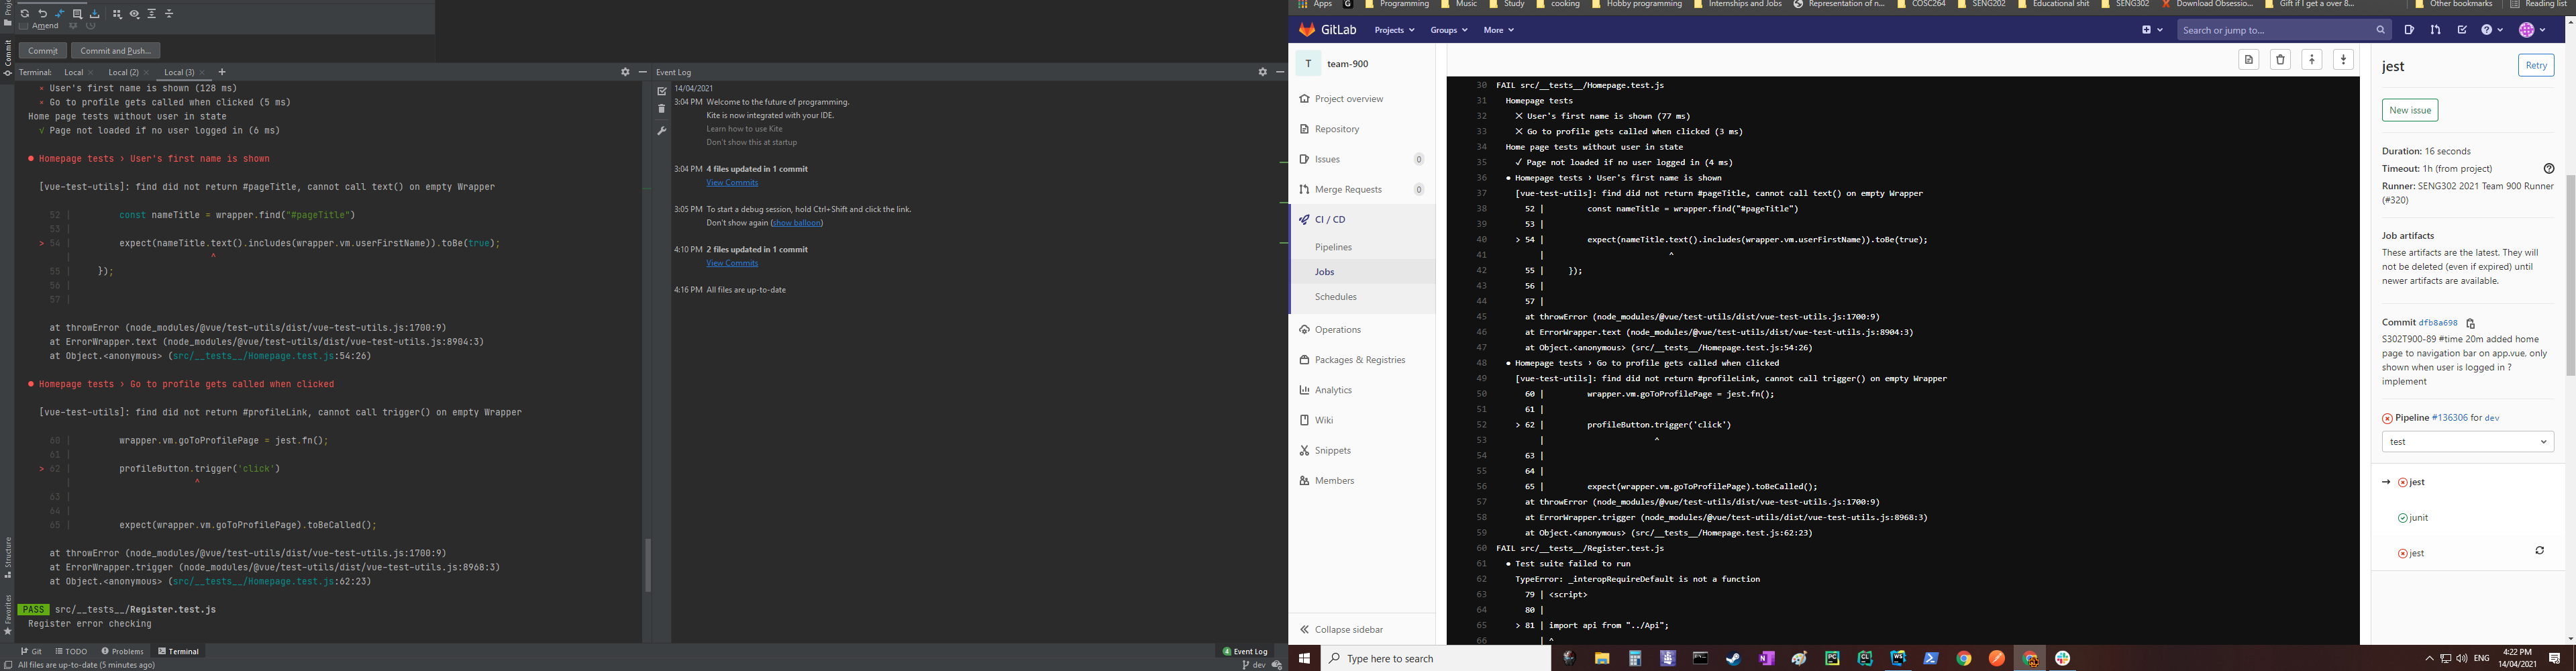 Amend
Commit
Commit and Push...
Commit
Terminal: Local Local (2) Local (3) +
× User's first name is shown (128 ms)
× Go to profile gets called when clicked (5 ms)
Home page tests without user in state
√ Page not loaded if no user logged in (6 ms)
● Homepage tests › User's first name is shown
[vue-test-utils]: find did not return #pageTitle, cannot call text() on empty Wrapper
52 | const nameTitle = wrapper.find("#pageTitle")
53 |
> 54 | expect(nameTitle.text().includes(wrapper.vm.userFirstName)).toBe(true);
| ^
55 | });
56 |
57 |
at throwError (node_modules/@vue/test-utils/dist/vue-test-utils.js:1700:9)
at ErrorWrapper.text (node_modules/@vue/test-utils/dist/vue-test-utils.js:8904:3)
at Object.<anonymous> (src/__tests__/Homepage.test.js:54:26)
● Homepage tests › Go to profile gets called when clicked
[vue-test-utils]: find did not return #profileLink, cannot call trigger() on empty Wrapper
60 | wrapper.vm.goToProfilePage = jest.fn();
61 |
> 62 | profileButton.trigger('click')
| ^
63 |
64 |
65 | expect(wrapper.vm.goToProfilePage).toBeCalled();
at throwError (node_modules/@vue/test-utils/dist/vue-test-utils.js:1700:9)
at ErrorWrapper.trigger (node_modules/@vue/test-utils/dist/vue-test-utils.js:8968:3)
at Object.<anonymous> (src/__tests__/Homepage.test.js:62:23)
PASS src/__tests__/Register.test.js
Register error checking
Structure
Favorites
Git TODO Problems Terminal
Event Log
All files are up-to-date (5 minutes ago)
dev
Event Log
14/04/2021
3:04 PM Welcome to the future of programming.
Kite is now integrated with your IDE.
Learn how to use Kite
Don't show this at startup
3:04 PM 4 files updated in 1 commit
View Commits
3:05 PM To start a debug session, hold Ctrl+Shift and click the link.
Don't show again (show balloon)
4:10 PM 2 files updated in 1 commit
View Commits
4:16 PM All files are up-to-date
Apps G Programming Music Study cooking Hobby programming Internships and Jobs Representation of n... COSC264 SENG202 Educational shit SENG302 Download Obsessio... Gift if I get a over 8... Other bookmarks Reading list
GitLab Projects Groups More Search or jump to...
T team-900
Project overview
Repository
Issues 0
Merge Requests 0
CI / CD
Pipelines
Jobs
Schedules
Operations
Packages & Registries
Analytics
Wiki
Snippets
Members
Collapse sidebar
30 FAIL src/__tests__/Homepage.test.js
31 Homepage tests
32 ✕ User's first name is shown (77 ms)
33 ✕ Go to profile gets called when clicked (3 ms)
34 Home page tests without user in state
35 ✓ Page not loaded if no user logged in (4 ms)
36 ● Homepage tests › User's first name is shown
37 [vue-test-utils]: find did not return #pageTitle, cannot call text() on empty Wrapper
38 52 | const nameTitle = wrapper.find("#pageTitle")
39 53 |
40 > 54 | expect(nameTitle.text().includes(wrapper.vm.userFirstName)).toBe(true);
41 | ^
42 55 | });
43 56 |
44 57 |
45 at throwError (node_modules/@vue/test-utils/dist/vue-test-utils.js:1700:9)
46 at ErrorWrapper.text (node_modules/@vue/test-utils/dist/vue-test-utils.js:8904:3)
47 at Object.<anonymous> (src/__tests__/Homepage.test.js:54:26)
48 ● Homepage tests › Go to profile gets called when clicked
49 [vue-test-utils]: find did not return #profileLink, cannot call trigger() on empty Wrapper
50 60 | wrapper.vm.goToProfilePage = jest.fn();
51 61 |
52 > 62 | profileButton.trigger('click')
53 | ^
54 63 |
55 64 |
56 65 | expect(wrapper.vm.goToProfilePage).toBeCalled();
57 at throwError (node_modules/@vue/test-utils/dist/vue-test-utils.js:1700:9)
58 at ErrorWrapper.trigger (node_modules/@vue/test-utils/dist/vue-test-utils.js:8968:3)
59 at Object.<anonymous> (src/__tests__/Homepage.test.js:62:23)
60 FAIL src/__tests__/Register.test.js
61 ● Test suite failed to run
62 TypeError: _interopRequireDefault is not a function
63 79 | <script>
64 80 |
65 > 81 | import api from "../Api";
66 | ^
jest
Retry
New issue
Duration: 16 seconds
Timeout: 1h (from project)
Runner: SENG302 2021 Team 900 Runner
(#320)
Job artifacts
These artifacts are the latest. They will
not be deleted (even if expired) until
newer artifacts are available.
Commit dfb8a698
S302T900-89 #time 20m added home
page to navigation bar on app.vue, only
shown when user is logged in ?
implement
Pipeline #136306 for dev
test
→ jest
junit
jest
Type here to search
ENG
4:22 PM
14/04/2021